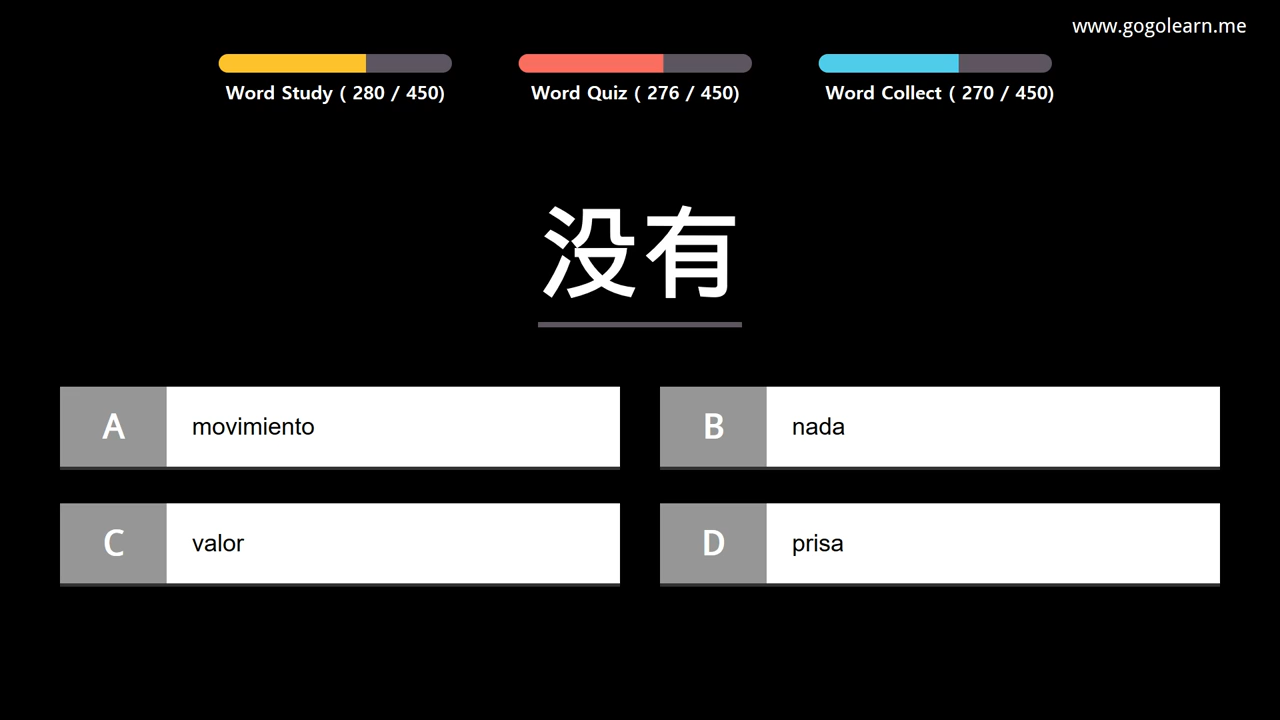 www.gogolearn.me
Word Study ( 280 / 450)
Word Quiz ( 276 / 450)
Word Collect ( 270 / 450)
没有
A movimiento
B nada
C valor
D prisa